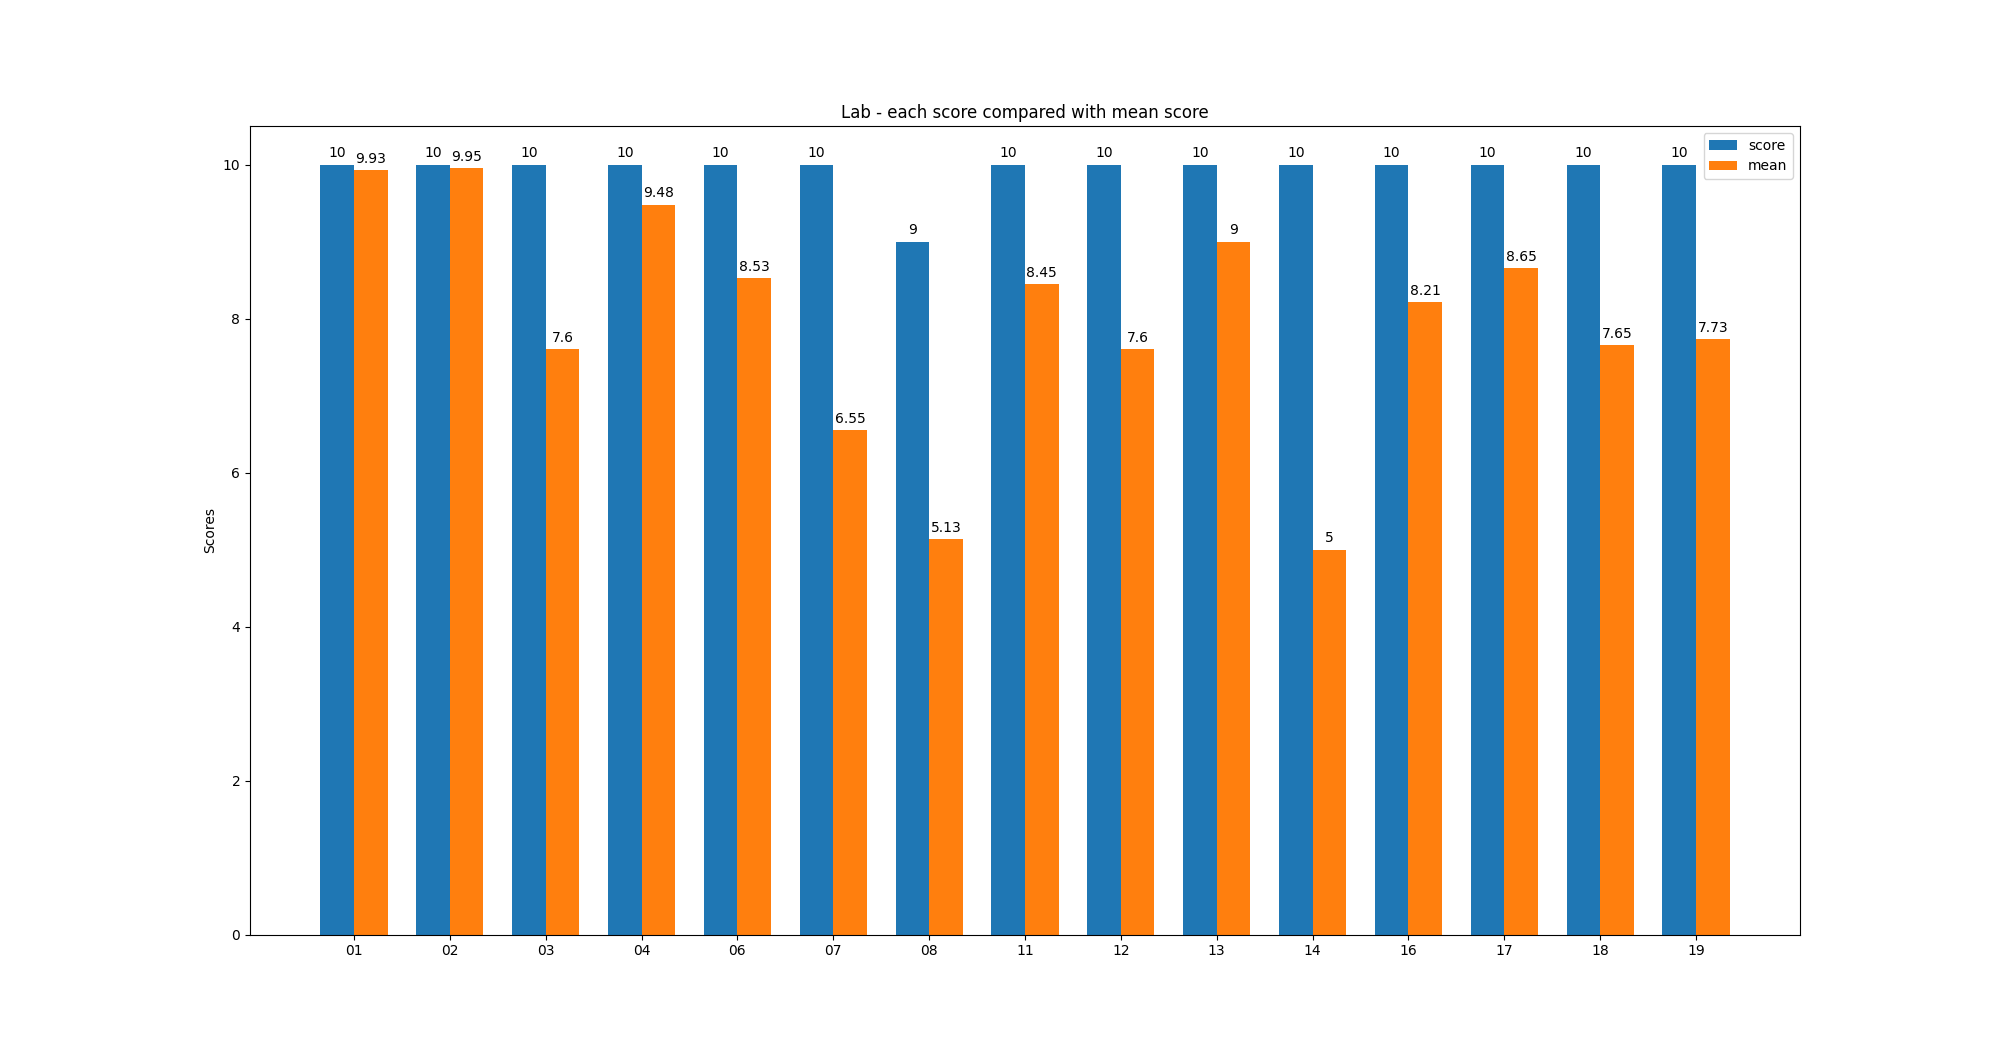 Lab - each score compared with mean score
score
mean
10 9.93 10 9.95 10 7.6 10 9.48 10 8.53 10 6.55 9 5.13 10 8.45 10 7.6 10 9 10 5 10 8.21 10 8.65 10 7.65 10 7.73
Scores
10
8
6
4
2
0
01 02 03 04 06 07 08 11 12 13 14 16 17 18 19